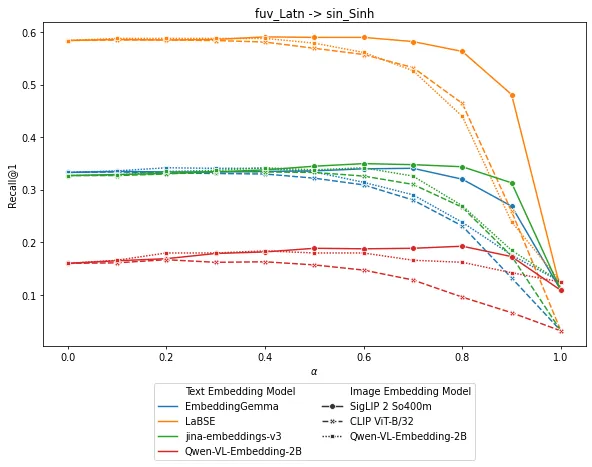 fuv_Latn -> sin_Sinh
Recall@1
0.6
0.5
0.4
0.3
0.2
0.1
0.0 0.2 0.4 0.6 0.8 1.0
α
Text Embedding Model Image Embedding Model
EmbeddingGemma SigLIP 2 So400m
LaBSE CLIP ViT-B/32
jina-embeddings-v3 Qwen-VL-Embedding-2B
Qwen-VL-Embedding-2B